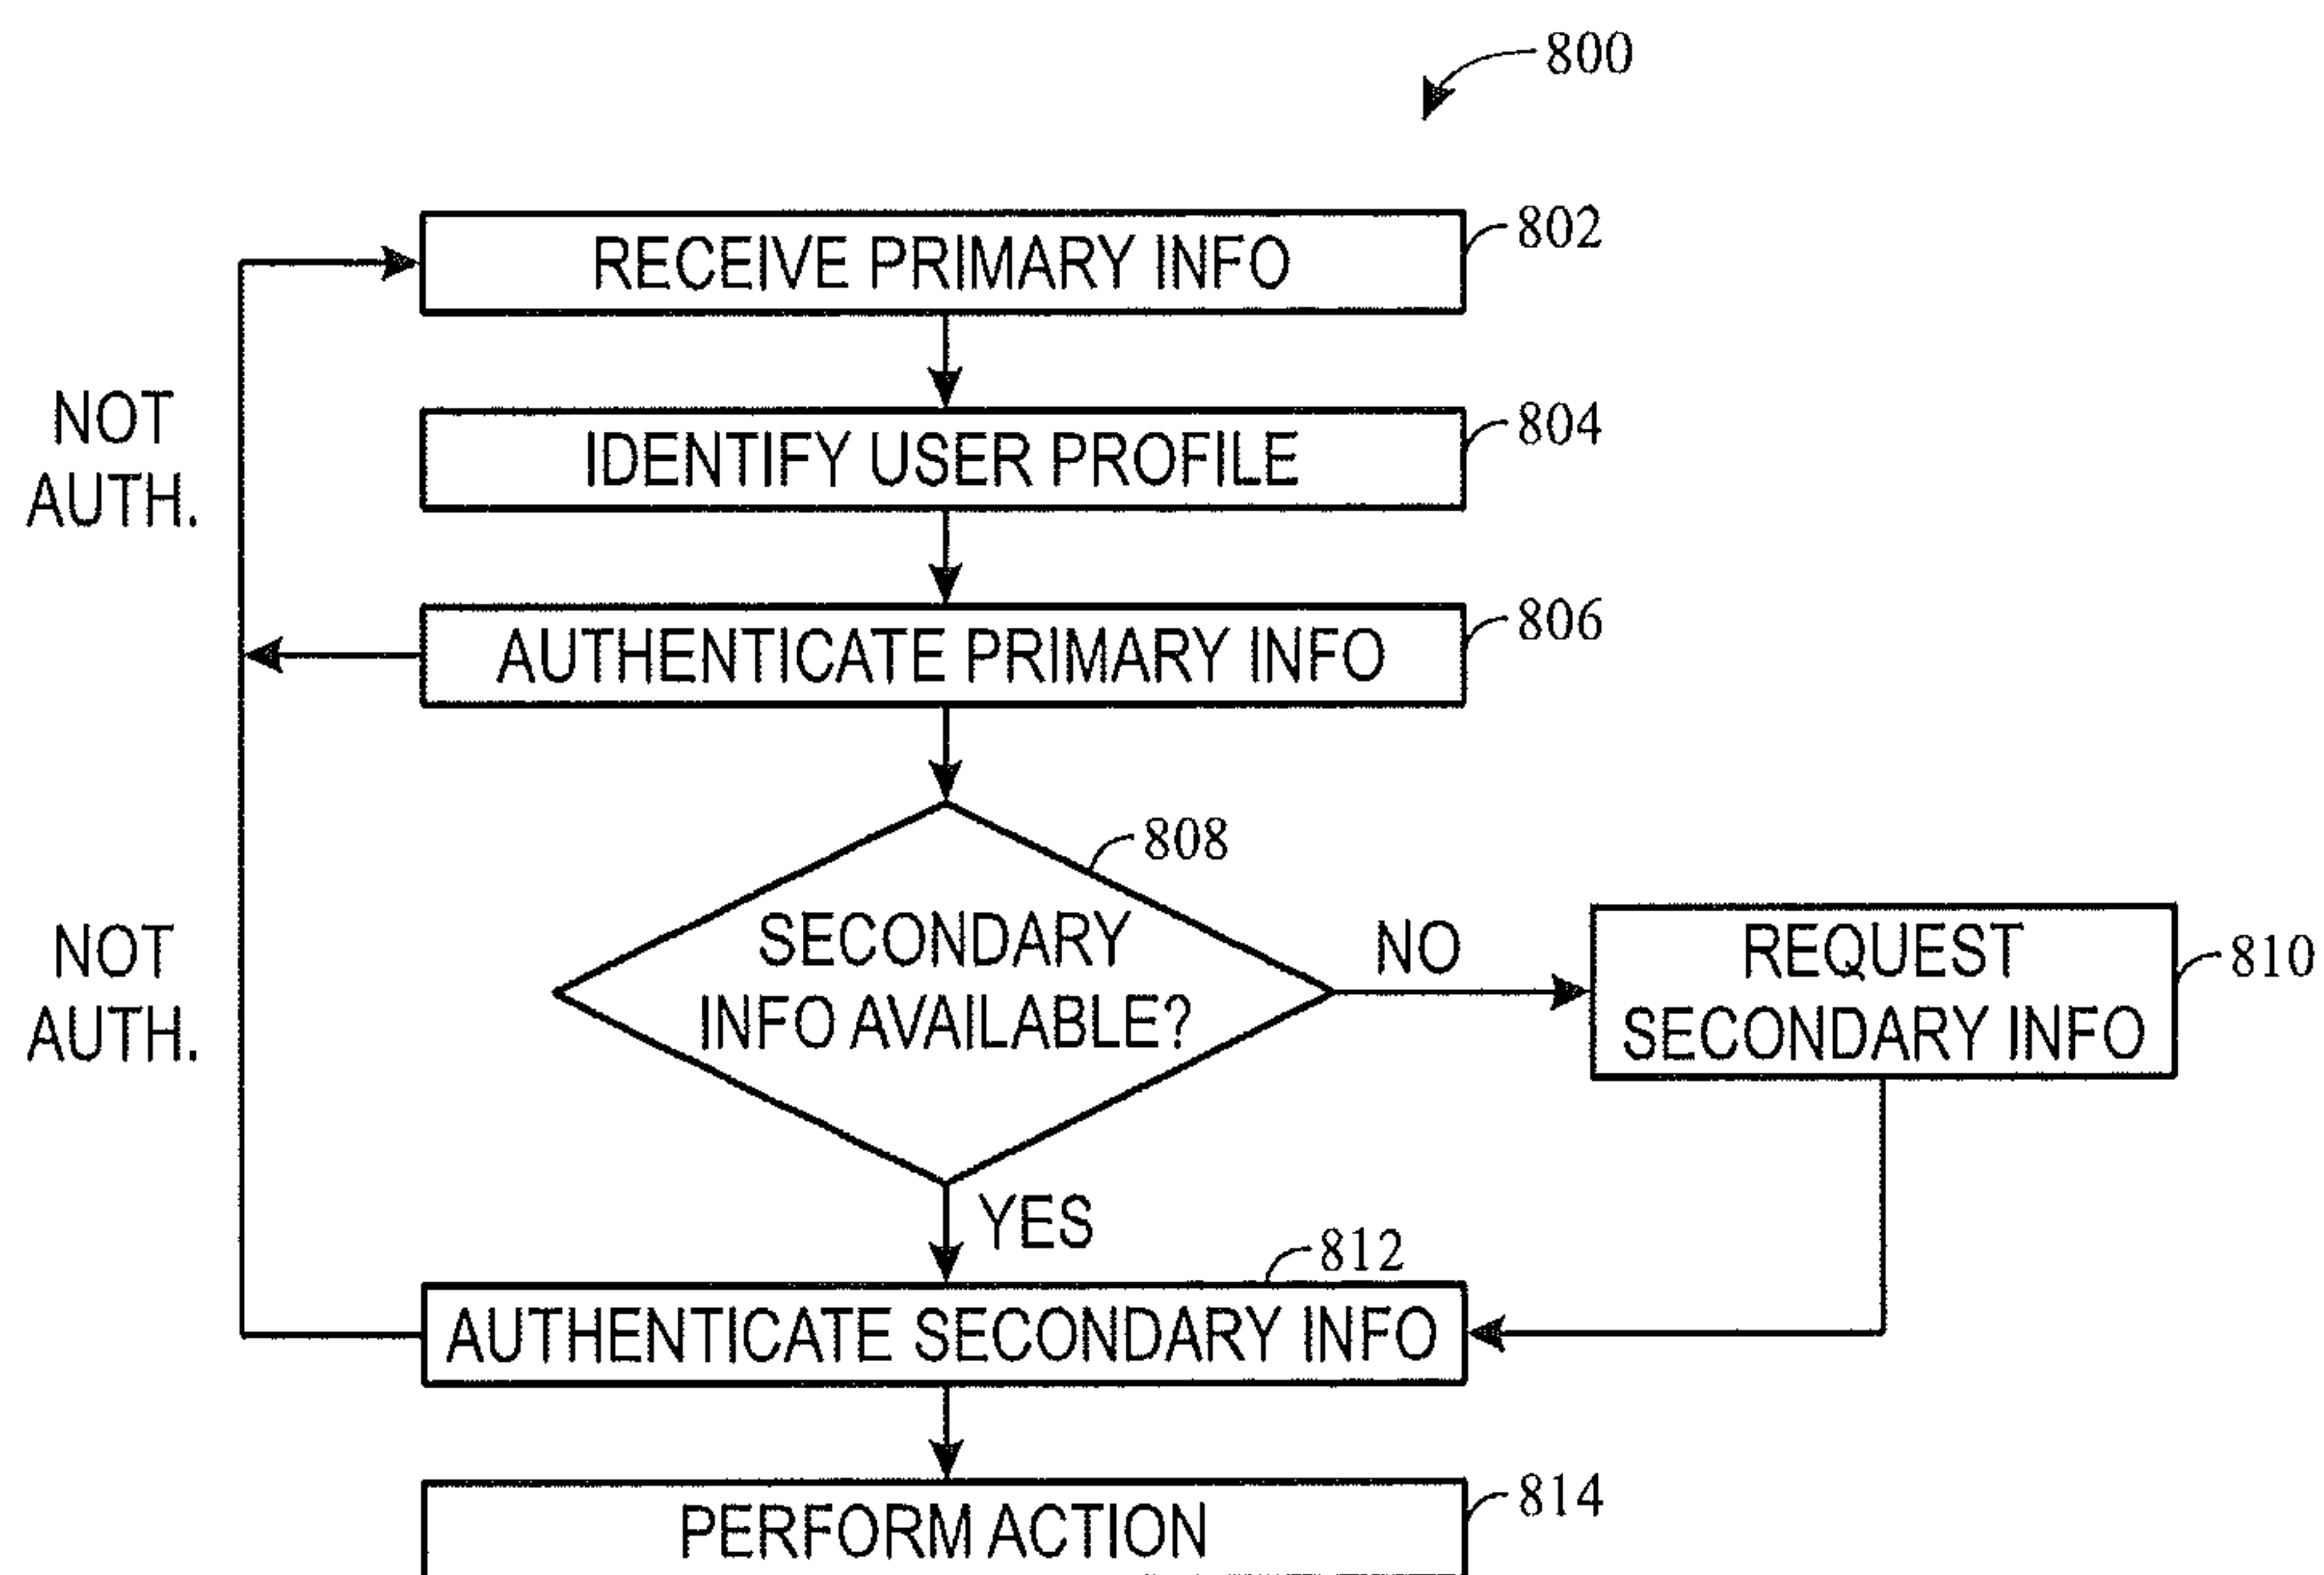 800
RECEIVE PRIMARY INFO
802
IDENTIFY USER PROFILE
804
NOT
AUTH.
AUTHENTICATE PRIMARY INFO
806
808
SECONDARY
INFO AVAILABLE?
NO
REQUEST
SECONDARY INFO
810
NOT
AUTH.
YES
812
AUTHENTICATE SECONDARY INFO
PERFORM ACTION
814